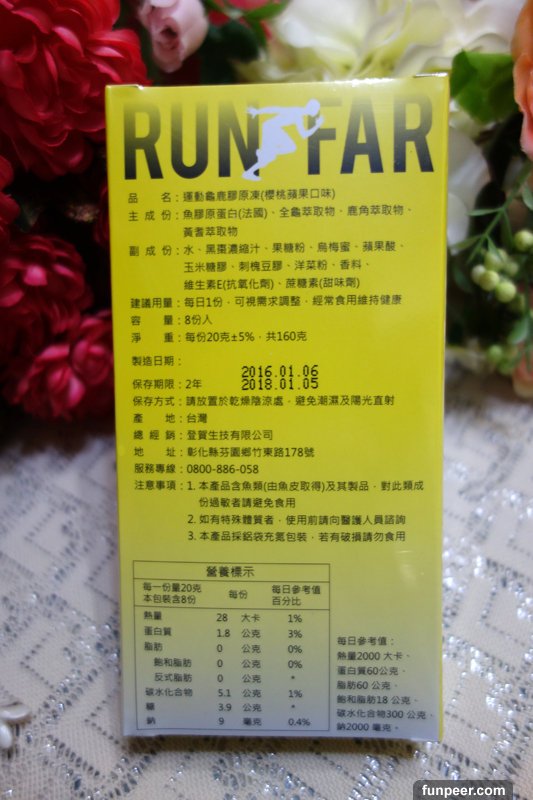 RUN FAR
品　　名：運動龜鹿膠原凍(櫻桃蘋果口味)
主 成 份：魚膠原蛋白(法國)、全龜萃取物、鹿角萃取物、
黃耆萃取物
副 成 份：水、黑棗濃縮汁、果糖粉、烏梅蜜、蘋果酸、
玉米糖膠、刺槐豆膠、洋菜粉、香料、
維生素E(抗氧化劑)、蔗糖素(甜味劑)
建議用量：每日1份，可視需求調整，經常食用維持健康
容　　量：8份入
淨　　重：每份20克±5%，共160克
製造日期：
2016.01.06
保存期限：2年
2018.01.05
保存方式：請放置於乾燥陰涼處，避免潮濕及陽光直射
產　　地：台灣
總 經 銷：登賀生技有限公司
地　　址：彰化縣芬園鄉竹東路178號
服務專線：0800-886-058
注意事項：1. 本產品含魚類(由魚皮取得)及其製品，對此類成
份過敏者請避免食用
2. 如有特殊體質者，使用前請向醫護人員諮詢
3. 本產品採鋁袋充氮包裝，若有破損請勿食用
營養標示
每一份量20克
本包裝含8份
每份
每日參考值
百分比
熱量 28 大卡 1%
蛋白質 1.8 公克 3%
脂肪 0 公克 0%
飽和脂肪 0 公克 0%
反式脂肪 0 公克 *
碳水化合物 5.1 公克 1%
糖 3.9 公克 *
鈉 9 毫克 0.4%
每日參考值：
熱量2000 大卡、
蛋白質60公克、
脂肪60 公克、
飽和脂肪18 公克、
碳水化合物300 公克、
鈉2000 毫克。
funpeer.com